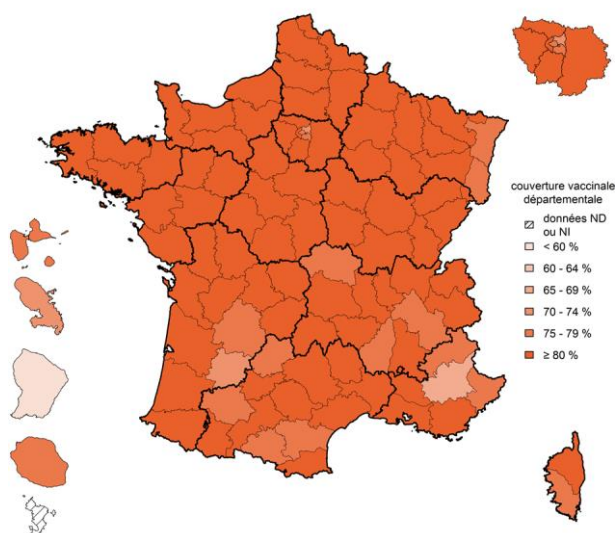 couverture vaccinale
départementale
données ND
ou NI
< 60 %
60 - 64 %
65 - 69 %
70 - 74 %
75 - 79 %
≥ 80 %